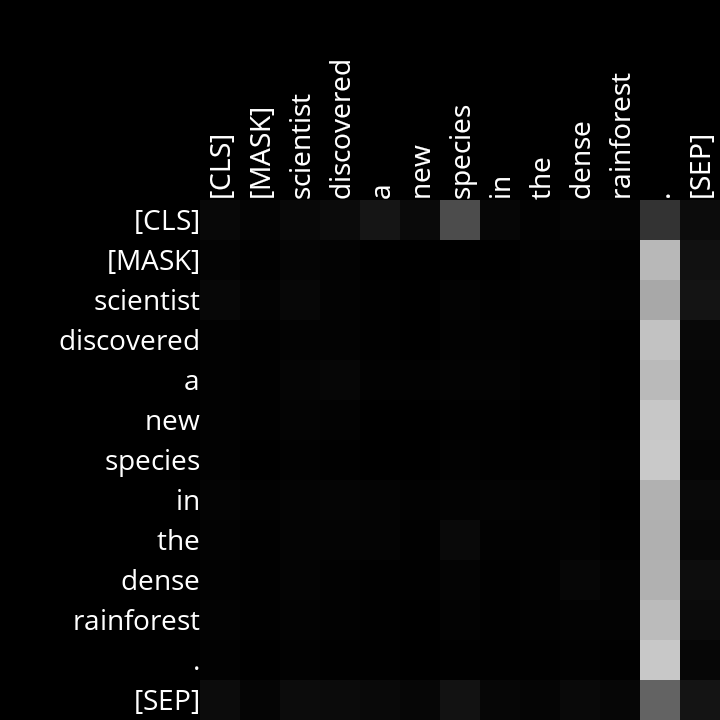 [CLS] [MASK] scientist discovered a new species in the dense rainforest . [SEP]
[CLS]
[MASK]
scientist
discovered
a
new
species
in
the
dense
rainforest
.
[SEP]